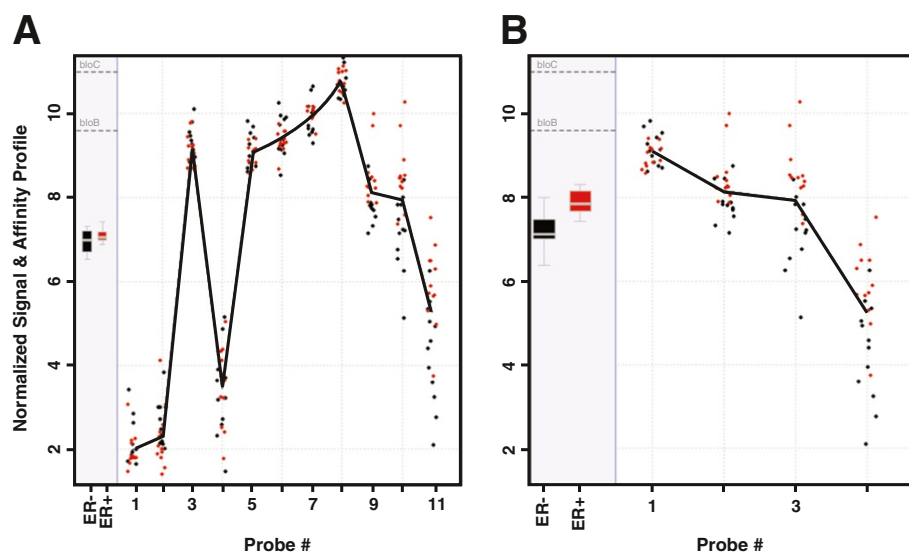 A B
bloC bloC
bloB bloB
Normalized Signal & Affinity Profile
10 10
8 8
6 6
4 4
2 2
ER- ER+ 1 3 5 7 9 11 ER- ER+ 1 3
Probe # Probe #